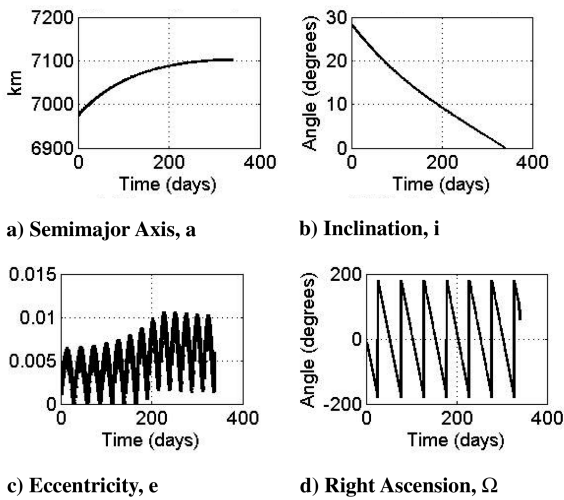 7200
7100
7000
6900
km
0 200 400
Time (days)
a) Semimajor Axis, a
30
20
10
0
Angle (degrees)
0 200 400
Time (days)
b) Inclination, i
0.015
0.01
0.005
0
0 200 400
Time (days)
c) Eccentricity, e
200
0
-200
Angle (degrees)
0 200 400
Time (days)
d) Right Ascension, Ω